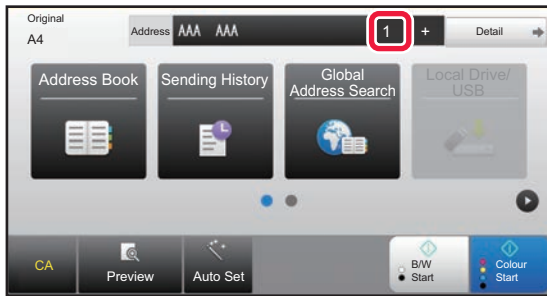 Original
A4
Address AAA AAA 1 + Detail
Address Book
Sending History
Global
Address Search
Local Drive/
USB
CA
Preview
Auto Set
B/W
Start
Colour
Start